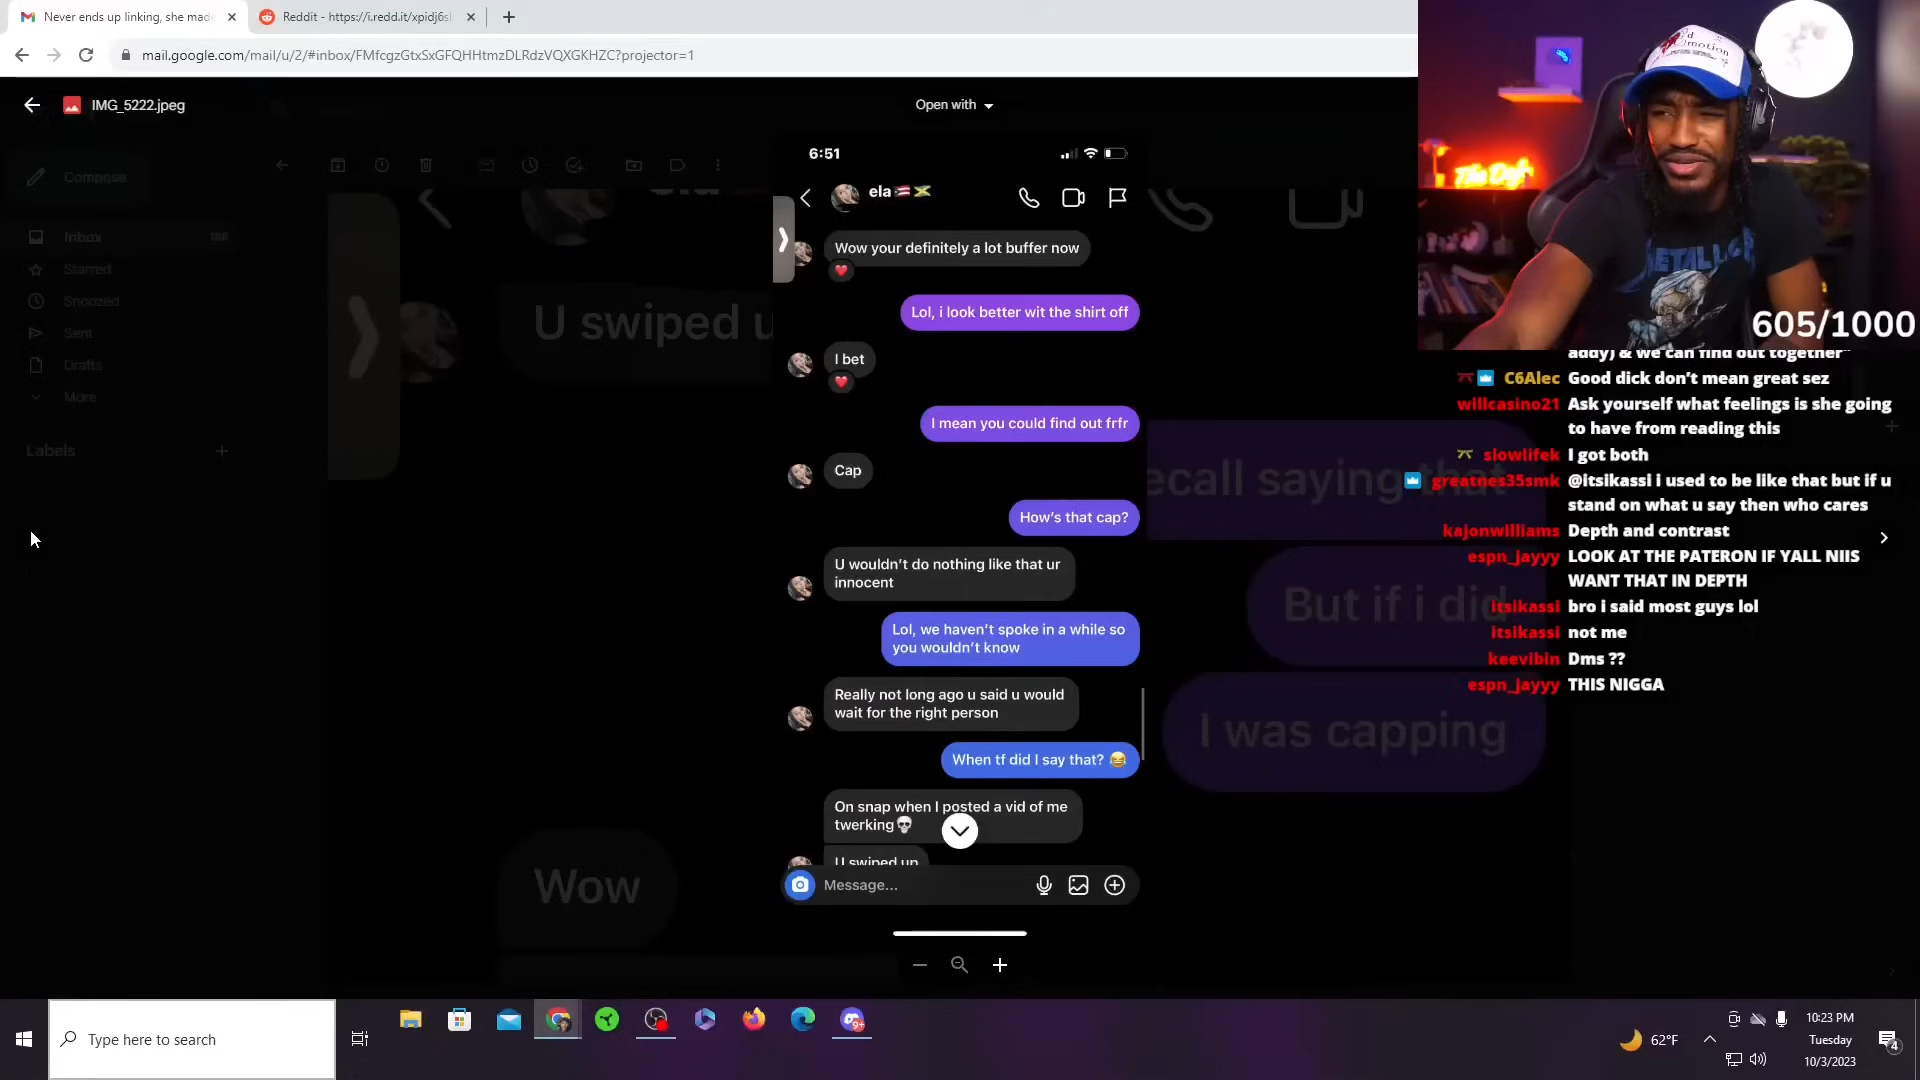 Never ends up linking, she made
Reddit - https://i.redd.it/xpidj6s
mail.google.com/mail/u/2/#inbox/FMfcgzGtxSxGFQHHtmzDLRdzVQXGKHZC?projector=1
IMG_5222.jpeg
Open with
Compose
Inbox
Starred
Snoozed
Sent
Drafts
More
Labels
U swiped u
Wow
ecall saying that
But if i did
I was capping
6:51
ela
Wow your definitely a lot buffer now
Lol, i look better wit the shirt off
I bet
I mean you could find out frfr
Cap
How's that cap?
U wouldn't do nothing like that ur
innocent
Lol, we haven't spoke in a while so
you wouldn't know
Really not long ago u said u would
wait for the right person
When tf did I say that? 😂
On snap when I posted a vid of me
twerking💀
U swiped up
Message...
METALLICA
605/1000
addy) & we can find out together"
C6Alec Good dick don't mean great sez
willcasino21 Ask yourself what feelings is she going
to have from reading this
slowlifek I got both
greatnes35smk @itsikassi i used to be like that but if u
stand on what u say then who cares
kajonwilliams Depth and contrast
espn_jayyy LOOK AT THE PATERON IF YALL NIIS
WANT THAT IN DEPTH
itsikassi bro i said most guys lol
itsikassi not me
keevibin Dms ??
espn_jayyy THIS NIGGA
Type here to search
9+
62°F
10:23 PM
Tuesday
10/3/2023
4